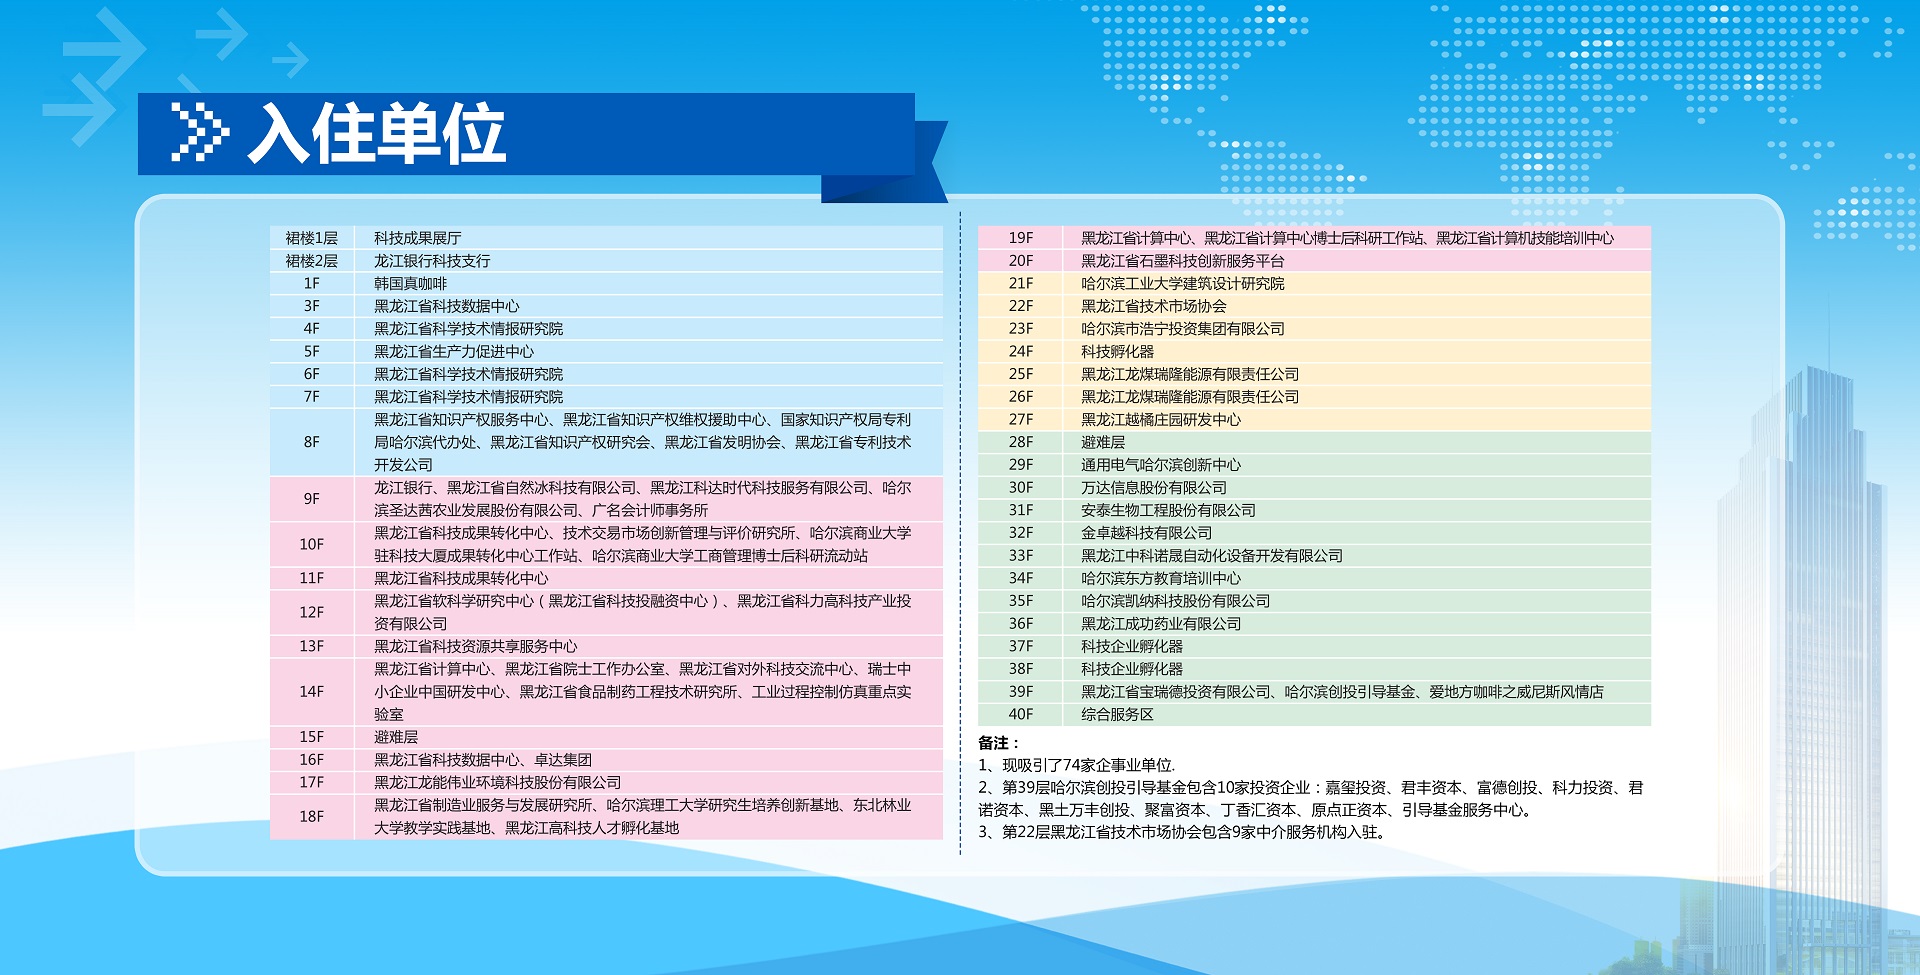 入住单位
裙楼1层 科技成果展厅
裙楼2层 龙江银行科技支行
1F 韩国真咖啡
3F 黑龙江省科技数据中心
4F 黑龙江省科学技术情报研究院
5F 黑龙江省生产力促进中心
6F 黑龙江省科学技术情报研究院
7F 黑龙江省科学技术情报研究院
8F 黑龙江省知识产权服务中心、黑龙江省知识产权维权援助中心、国家知识产权局专利
局哈尔滨代办处、黑龙江省知识产权研究会、黑龙江省发明协会、黑龙江省专利技术
开发公司
9F 龙江银行、黑龙江省自然冰科技有限公司、黑龙江科达时代科技服务有限公司、哈尔
滨圣达茜农业发展股份有限公司、广名会计师事务所
10F 黑龙江省科技成果转化中心、技术交易市场创新管理与评价研究所、哈尔滨商业大学
驻科技大厦成果转化中心工作站、哈尔滨商业大学工商管理博士后科研流动站
11F 黑龙江省科技成果转化中心
12F 黑龙江省软科学研究中心（黑龙江省科技投融资中心）、黑龙江省科力高科技产业投
资有限公司
13F 黑龙江省科技资源共享服务中心
14F 黑龙江省计算中心、黑龙江省院士工作办公室、黑龙江省对外科技交流中心、瑞士中
小企业中国研发中心、黑龙江省食品制药工程技术研究所、工业过程控制仿真重点实
验室
15F 避难层
16F 黑龙江省科技数据中心、卓达集团
17F 黑龙江龙能伟业环境科技股份有限公司
18F 黑龙江省制造业服务与发展研究所、哈尔滨理工大学研究生培养创新基地、东北林业
大学教学实践基地、黑龙江高科技人才孵化基地
19F 黑龙江省计算中心、黑龙江省计算中心博士后科研工作站、黑龙江省计算机技能培训中心
20F 黑龙江省石墨科技创新服务平台
21F 哈尔滨工业大学建筑设计研究院
22F 黑龙江省技术市场协会
23F 哈尔滨市浩宁投资集团有限公司
24F 科技孵化器
25F 黑龙江龙煤瑞隆能源有限责任公司
26F 黑龙江龙煤瑞隆能源有限责任公司
27F 黑龙江越橘庄园研发中心
28F 避难层
29F 通用电气哈尔滨创新中心
30F 万达信息股份有限公司
31F 安泰生物工程股份有限公司
32F 金卓越科技有限公司
33F 黑龙江中科诺晟自动化设备开发有限公司
34F 哈尔滨东方教育培训中心
35F 哈尔滨凯纳科技股份有限公司
36F 黑龙江成功药业有限公司
37F 科技企业孵化器
38F 科技企业孵化器
39F 黑龙江省宝瑞德投资有限公司、哈尔滨创投引导基金、爱地方咖啡之威尼斯风情店
40F 综合服务区
备注：
1、现吸引了74家企事业单位.
2、第39层哈尔滨创投引导基金包含10家投资企业：嘉玺投资、君丰资本、富德创投、科力投资、君
诺资本、黑土万丰创投、聚富资本、丁香汇资本、原点正资本、引导基金服务中心。
3、第22层黑龙江省技术市场协会包含9家中介服务机构入驻。